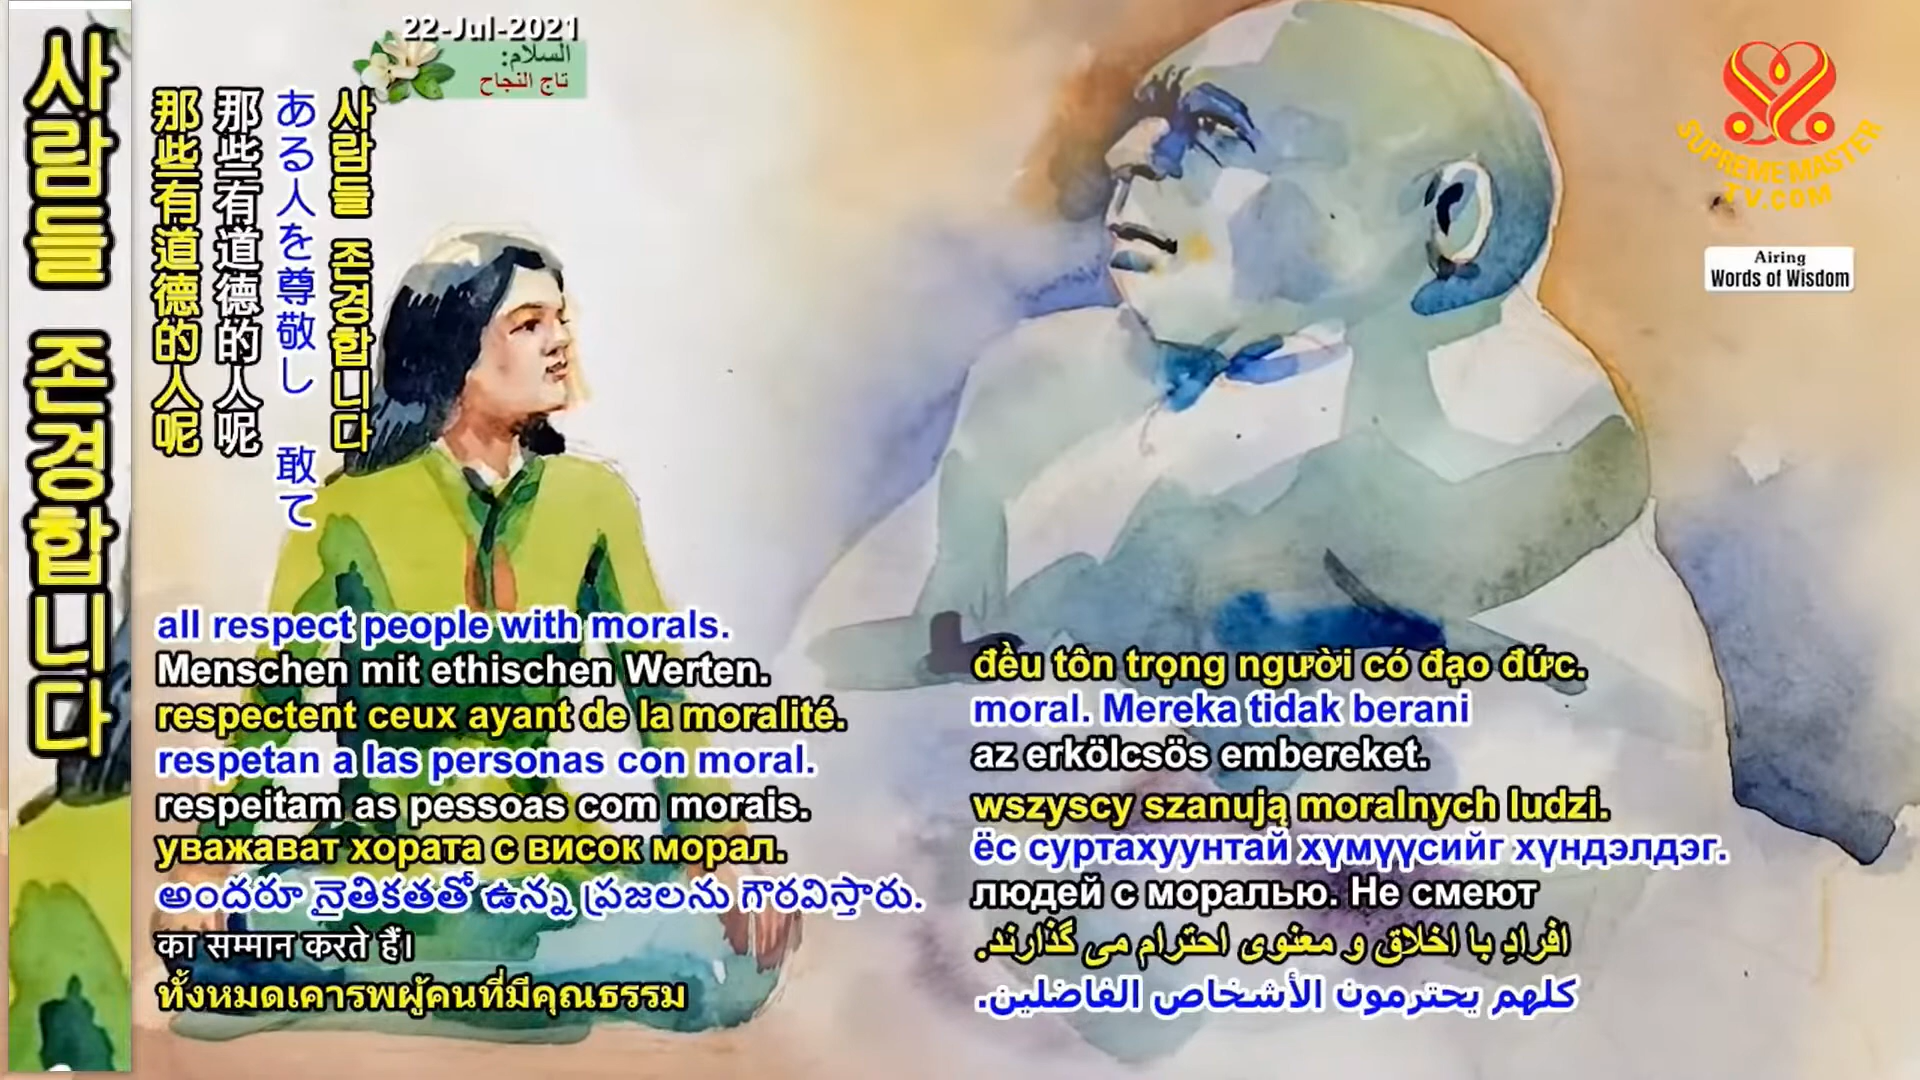 22-Jul-2021
السلام:
تاج النجاح
SUPREME MASTER
TV.COM
Airing
Words of Wisdom
사람들 조경합니다
那些有道德的人呢
那些有道德的人呢
ある人を尊敬し 敢て
사람들 존경합니다
all respect people with morals.
Menschen mit ethischen Werten.
respectent ceux ayant de la moralité.
respetan a las personas con moral.
respeitam as pessoas com morais.
уважават хората с висок морал.
అందరూ నైతికతతో ఉన్న ప్రజలను గౌరవిస్తారు.
का सम्मान करते हैं।
ทั้งหมดเคารพผู้คนที่มีคุณธรรม
đều tôn trọng người có đạo đức.
moral. Mereka tidak berani
az erkölcsös embereket.
wszyscy szanują moralnych ludzi.
ёс суртахуунтай хүмүүсийг хүндэлдэг.
людей с моралью. Не смеют
افرادِ با اخلاق و معنوی احترام می گذارند.
كلهم يحترمون الأشخاص الفاضلين.